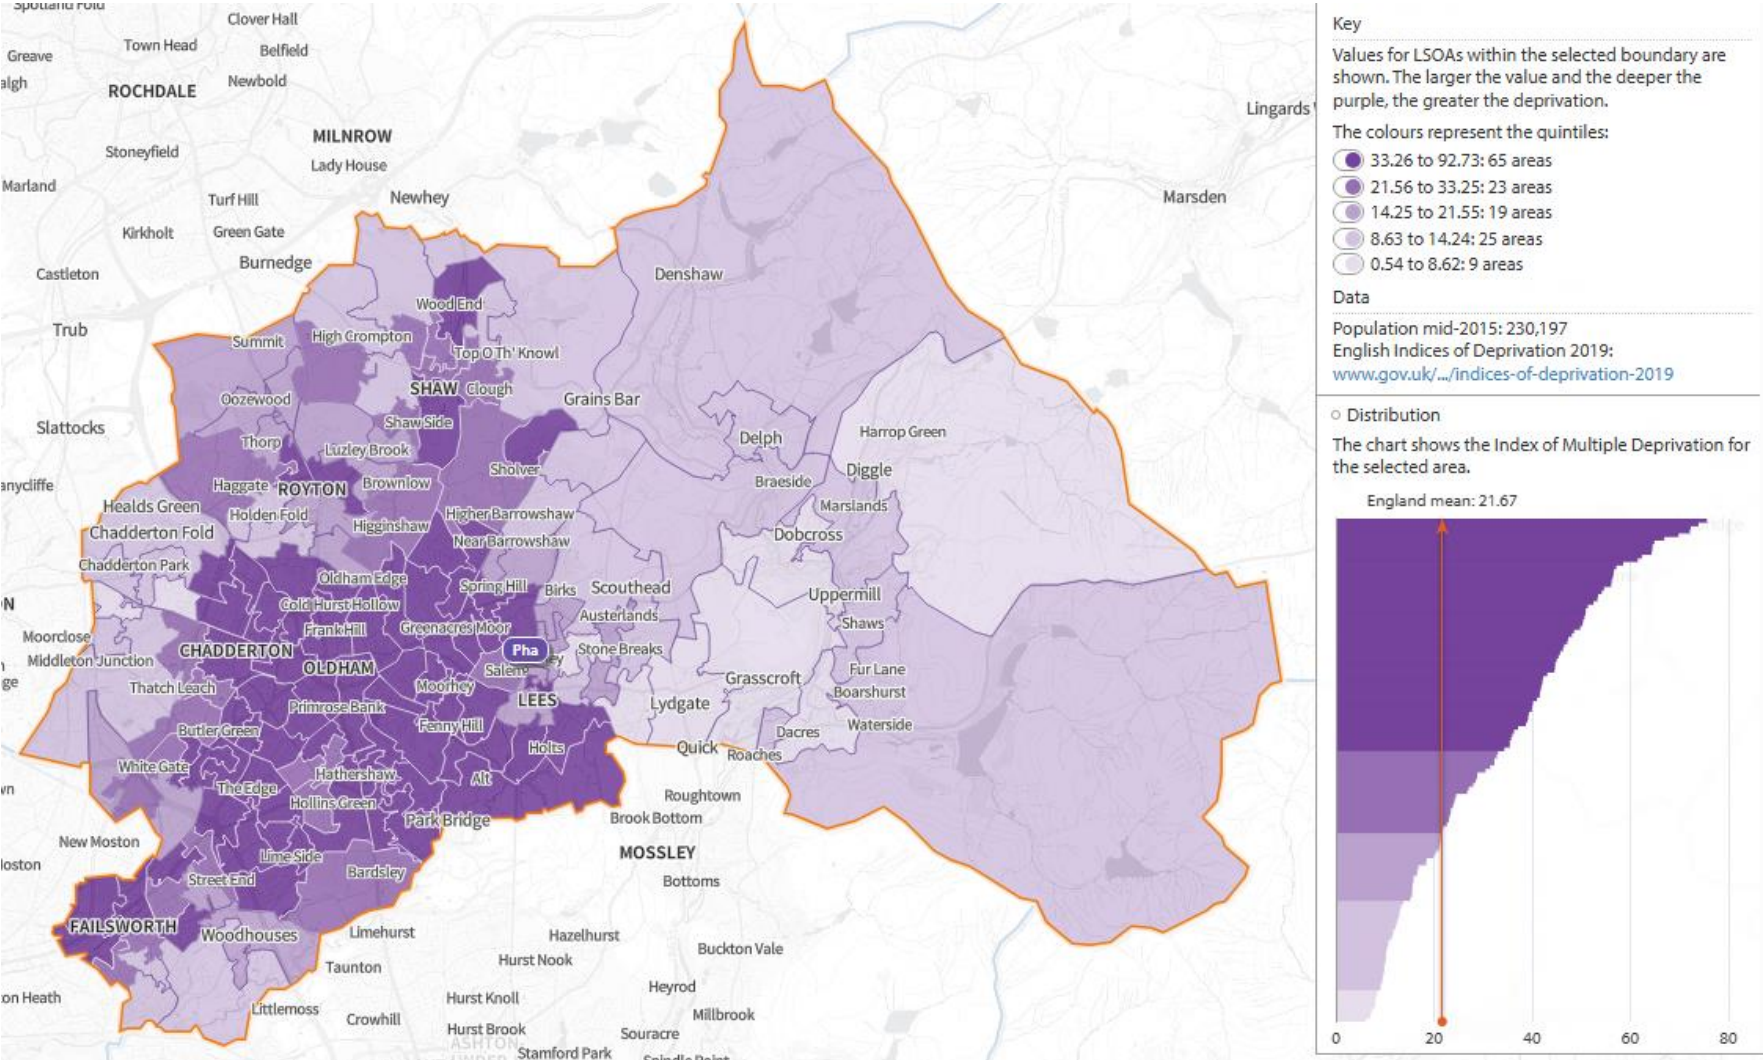 Spotland Fold
Clover Hall
Town Head
Belfield
Greave
Newbold
ROCHDALE
MILNROW
Lingards
Stoneyfield
Lady House
Marland
Turf Hill
Newhey
Marsden
Kirkholt
Green Gate
Burnedge
Castleton
Denshaw
Wood End
Trub
Summit
High Crompton
Top O Th' Knowl
SHAW
Clough
Oozewood
Grains Bar
Slattocks
Shaw Side
Thorp
Luzley Brook
Delph
Harrop Green
Sholver
Diggle
Haggate
ROYTON
Brownlow
Braeside
Healds Green
Holden Fold
Higginshaw
Higher Barrowshaw
Marslands
Chadderton Fold
Near Barrowshaw
Dobcross
Chadderton Park
Oldham Edge
Spring Hill
Birks
Scouthead
Uppermill
Cold Hurst Hollow
Austerlands
Moorclose
Frank Hill
Greenacres Moor
Shaws
Middleton Junction
CHADDERTON
OLDHAM
Pha
Stone Breaks
Salem
Fur Lane
Thatch Leach
Moorhey
LEES
Grasscroft
Boarshurst
Primrose Bank
Lydgate
Butler Green
Fenny Hill
Dacres
Waterside
Holts
Quick
Roaches
White Gate
Hathershaw
Alt
The Edge
Hollins Green
Roughtown
Park Bridge
Brook Bottom
New Moston
Lime Side
MOSSLEY
Street End
Bardsley
Bottoms
FAILSWORTH
Woodhouses
Limehurst
Hazelhurst
Buckton Vale
Taunton
Hurst Nook
Heyrod
Littlemoss
Hurst Knoll
Millbrook
Crowhill
Hurst Brook
Souracre
ASHTON-
UNDER
Stamford Park
Key
Values for LSOAs within the selected boundary are
shown. The larger the value and the deeper the
purple, the greater the deprivation.
The colours represent the quintiles:
33.26 to 92.73: 65 areas
21.56 to 33.25: 23 areas
14.25 to 21.55: 19 areas
8.63 to 14.24: 25 areas
0.54 to 8.62: 9 areas
Data
Population mid-2015: 230,197
English Indices of Deprivation 2019:
www.gov.uk/.../indices-of-deprivation-2019
Distribution
The chart shows the Index of Multiple Deprivation for
the selected area.
England mean: 21.67
0 20 40 60 80